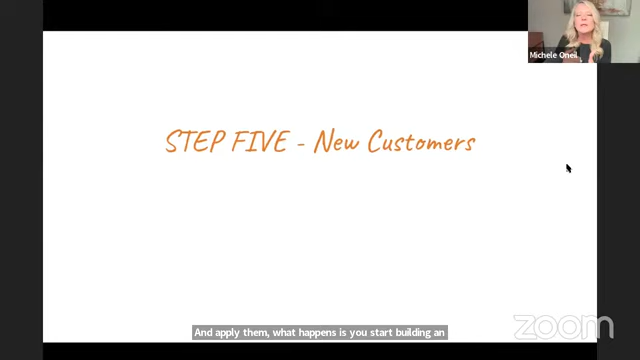 Michele Oneil
STEP FIVE - New Customers
And apply them, what happens is you start building an
zoom